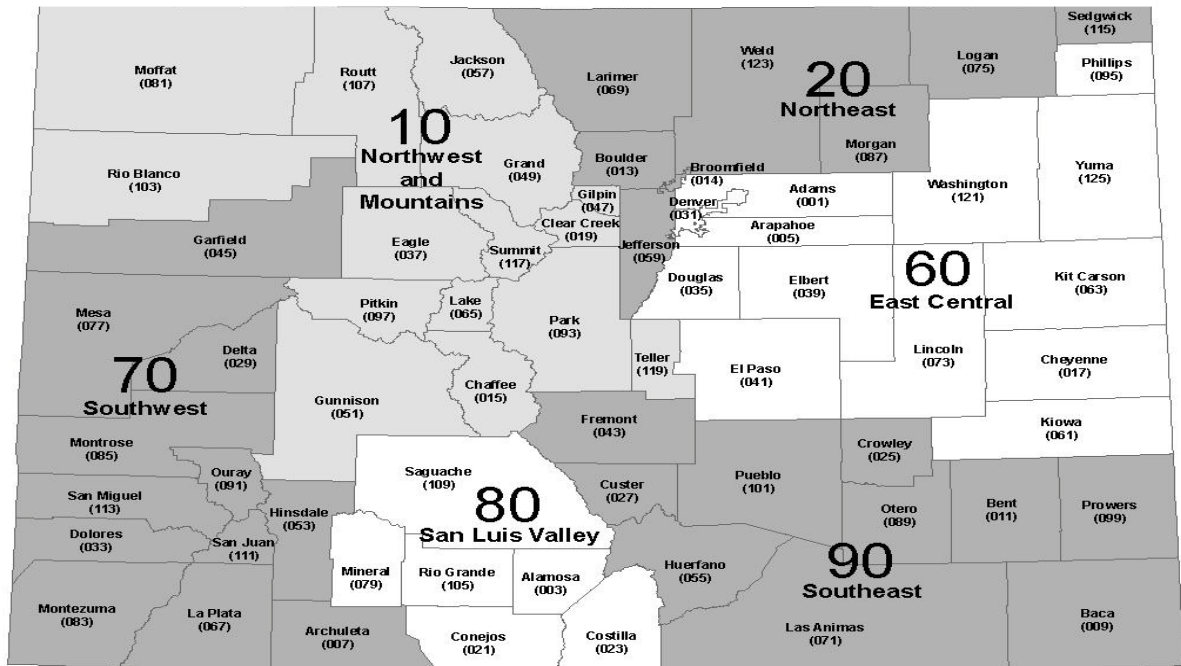 Sedgwick
(115)
Moffat
(081)
Routt
(107)
Jackson
(057)
Larimer
(069)
Weld
(123)
Logan
(075)
Phillips
(095)
20
Northeast
10
Northwest
and
Mountains
Rio Blanco
(103)
Grand
(049)
Boulder
(013)
Morgan
(087)
Broomfield
(014)
Yuma
(125)
Washington
(121)
Gilpin
(047)
Denver
(031)
Adams
(001)
Clear Creek
(019)
Arapahoe
(005)
Garfield
(045)
Eagle
(037)
Summit
(117)
Jefferson
(059)
Douglas
(035)
Elbert
(039)
60
East Central
Kit Carson
(063)
Mesa
(077)
Pitkin
(097)
Lake
(065)
Park
(093)
Delta
(029)
Teller
(119)
El Paso
(041)
Lincoln
(073)
Cheyenne
(017)
70
Southwest
Gunnison
(051)
Chaffee
(015)
Fremont
(043)
Kiowa
(061)
Montrose
(085)
Crowley
(025)
Ouray
(091)
Saguache
(109)
Custer
(027)
Pueblo
(101)
San Miguel
(113)
Hinsdale
(053)
80
San Luis Valley
Otero
(089)
Bent
(011)
Prowers
(099)
Dolores
(033)
San Juan
(111)
Mineral
(079)
Rio Grande
(105)
Alamosa
(003)
Huerfano
(055)
90
Southeast
Montezuma
(083)
La Plata
(067)
Archuleta
(007)
Conejos
(021)
Costilla
(023)
Las Animas
(071)
Baca
(009)